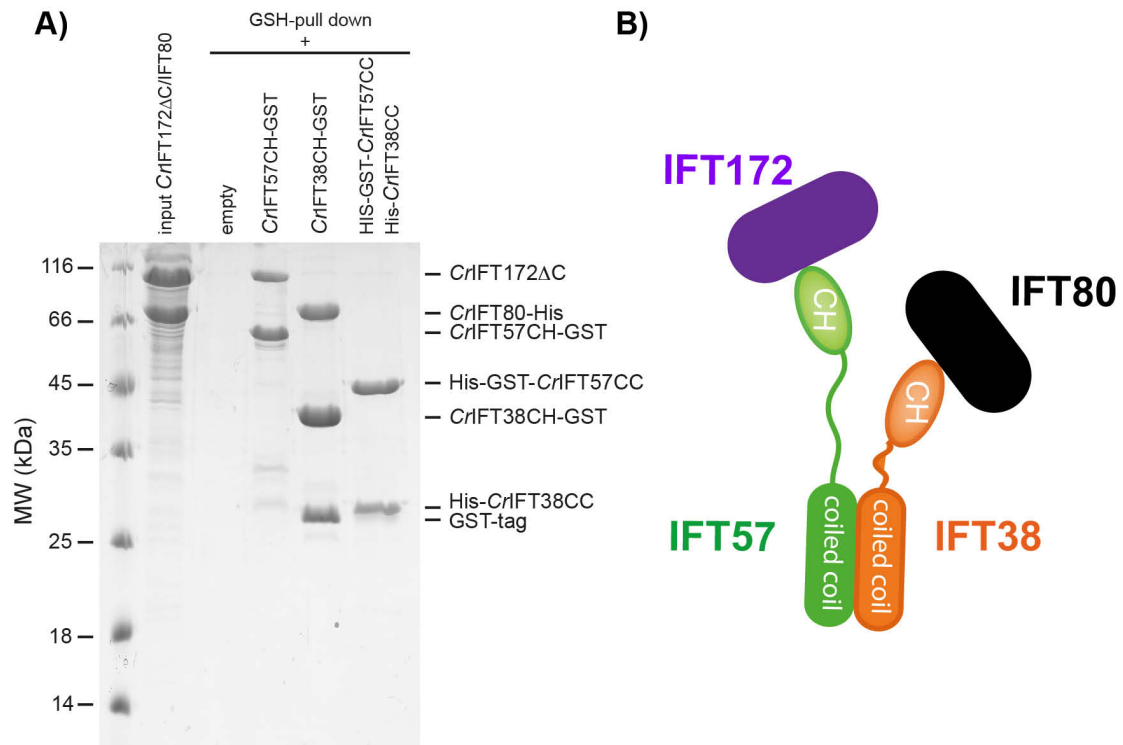 A)
GSH-pull down
+
input CrIFT172ΔC/IFT80
empty
CrIFT57CH-GST
CrIFT38CH-GST
HIS-GST-CrIFT57CC
His-CrIFT38CC
MW (kDa)
116
66
45
35
25
18
14
CrIFT172ΔC
CrIFT80-His
CrIFT57CH-GST
His-GST-CrIFT57CC
CrIFT38CH-GST
His-CrIFT38CC
GST-tag
B)
IFT172
IFT80
CH
CH
IFT57
coiled coil
coiled coil
IFT38